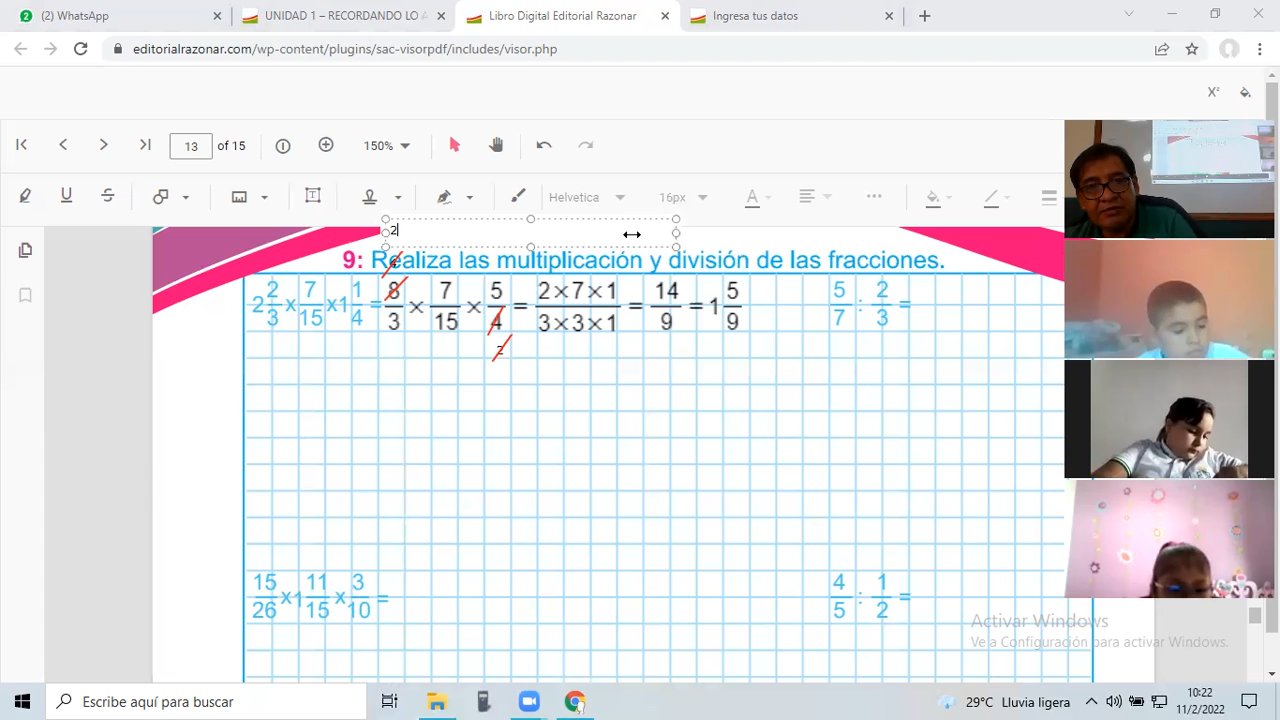 (2) WhatsApp
UNIDAD 1 – RECORDANDO LO A
Libro Digital Editorial Razonar
Ingresa tus datos
editorialrazonar.com/wp-content/plugins/sac-visorpdf/includes/visor.php
X²
13 of 15
150%
Helvetica
16px
2
9: Realiza las multiplicación y división de las fracciones.
4
2 2/3 x 7/15 x 1 1/4 = 8/3 × 7/15 × 5/4 = 2×7×1/3×3×1 = 14/9 = 1 5/9
5/7 : 2/3 =
2
15/26 x 1 11/15 x 3/10 =
4/5 : 1/2 =
Activar Windows
Ve a Configuración para activar Windows.
Escribe aquí para buscar
29°C Lluvia ligera
10:22
11/2/2022